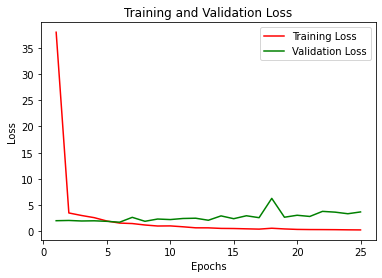 Training and Validation Loss
Training Loss
Validation Loss
Loss
35
30
25
20
15
10
5
0
0 5 10 15 20 25
Epochs